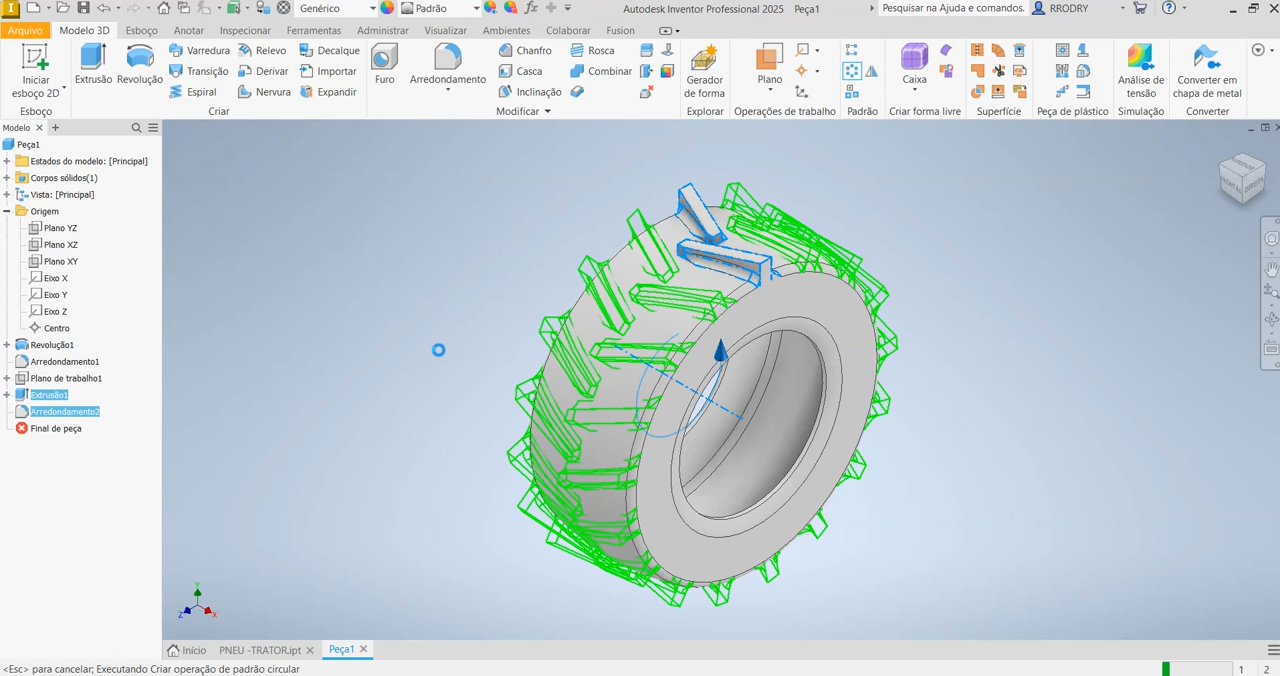 Genérico
Padrão
Autodesk Inventor Professional 2025 Peça1
Pesquisar na Ajuda e comandos.
RRODRY
Arquivo
Modelo 3D
Esboço
Anotar
Inspecionar
Ferramentas
Administrar
Visualizar
Ambientes
Colaborar
Fusion
Iniciar
esboço 2D
Esboço
Extrusão
Revolução
Varredura
Transição
Espiral
Relevo
Derivar
Nervura
Decalque
Importar
Expandir
Criar
Furo
Arredondamento
Chanfro
Casca
Inclinação
Rosca
Combinar
Modificar
Gerador
de forma
Explorar
Plano
Operações de trabalho
Padrão
Caixa
Criar forma livre
Superfície
Peça de plástico
Análise de
tensão
Simulação
Converter em
chapa de metal
Converter
Modelo
Peça1
Estados do modelo: [Principal]
Corpos sólidos(1)
Vista: [Principal]
Origem
Plano YZ
Plano XZ
Plano XY
Eixo X
Eixo Y
Eixo Z
Centro
Revolução1
Arredondamento1
Plano de trabalho1
Extrusão1
Arredondamento2
Final de peça
FRONTAL
DIREITA
Y
Z
X
Início
PNEU -TRATOR.ipt
Peça1
<Esc> para cancelar; Executando Criar operação de padrão circular
1
2